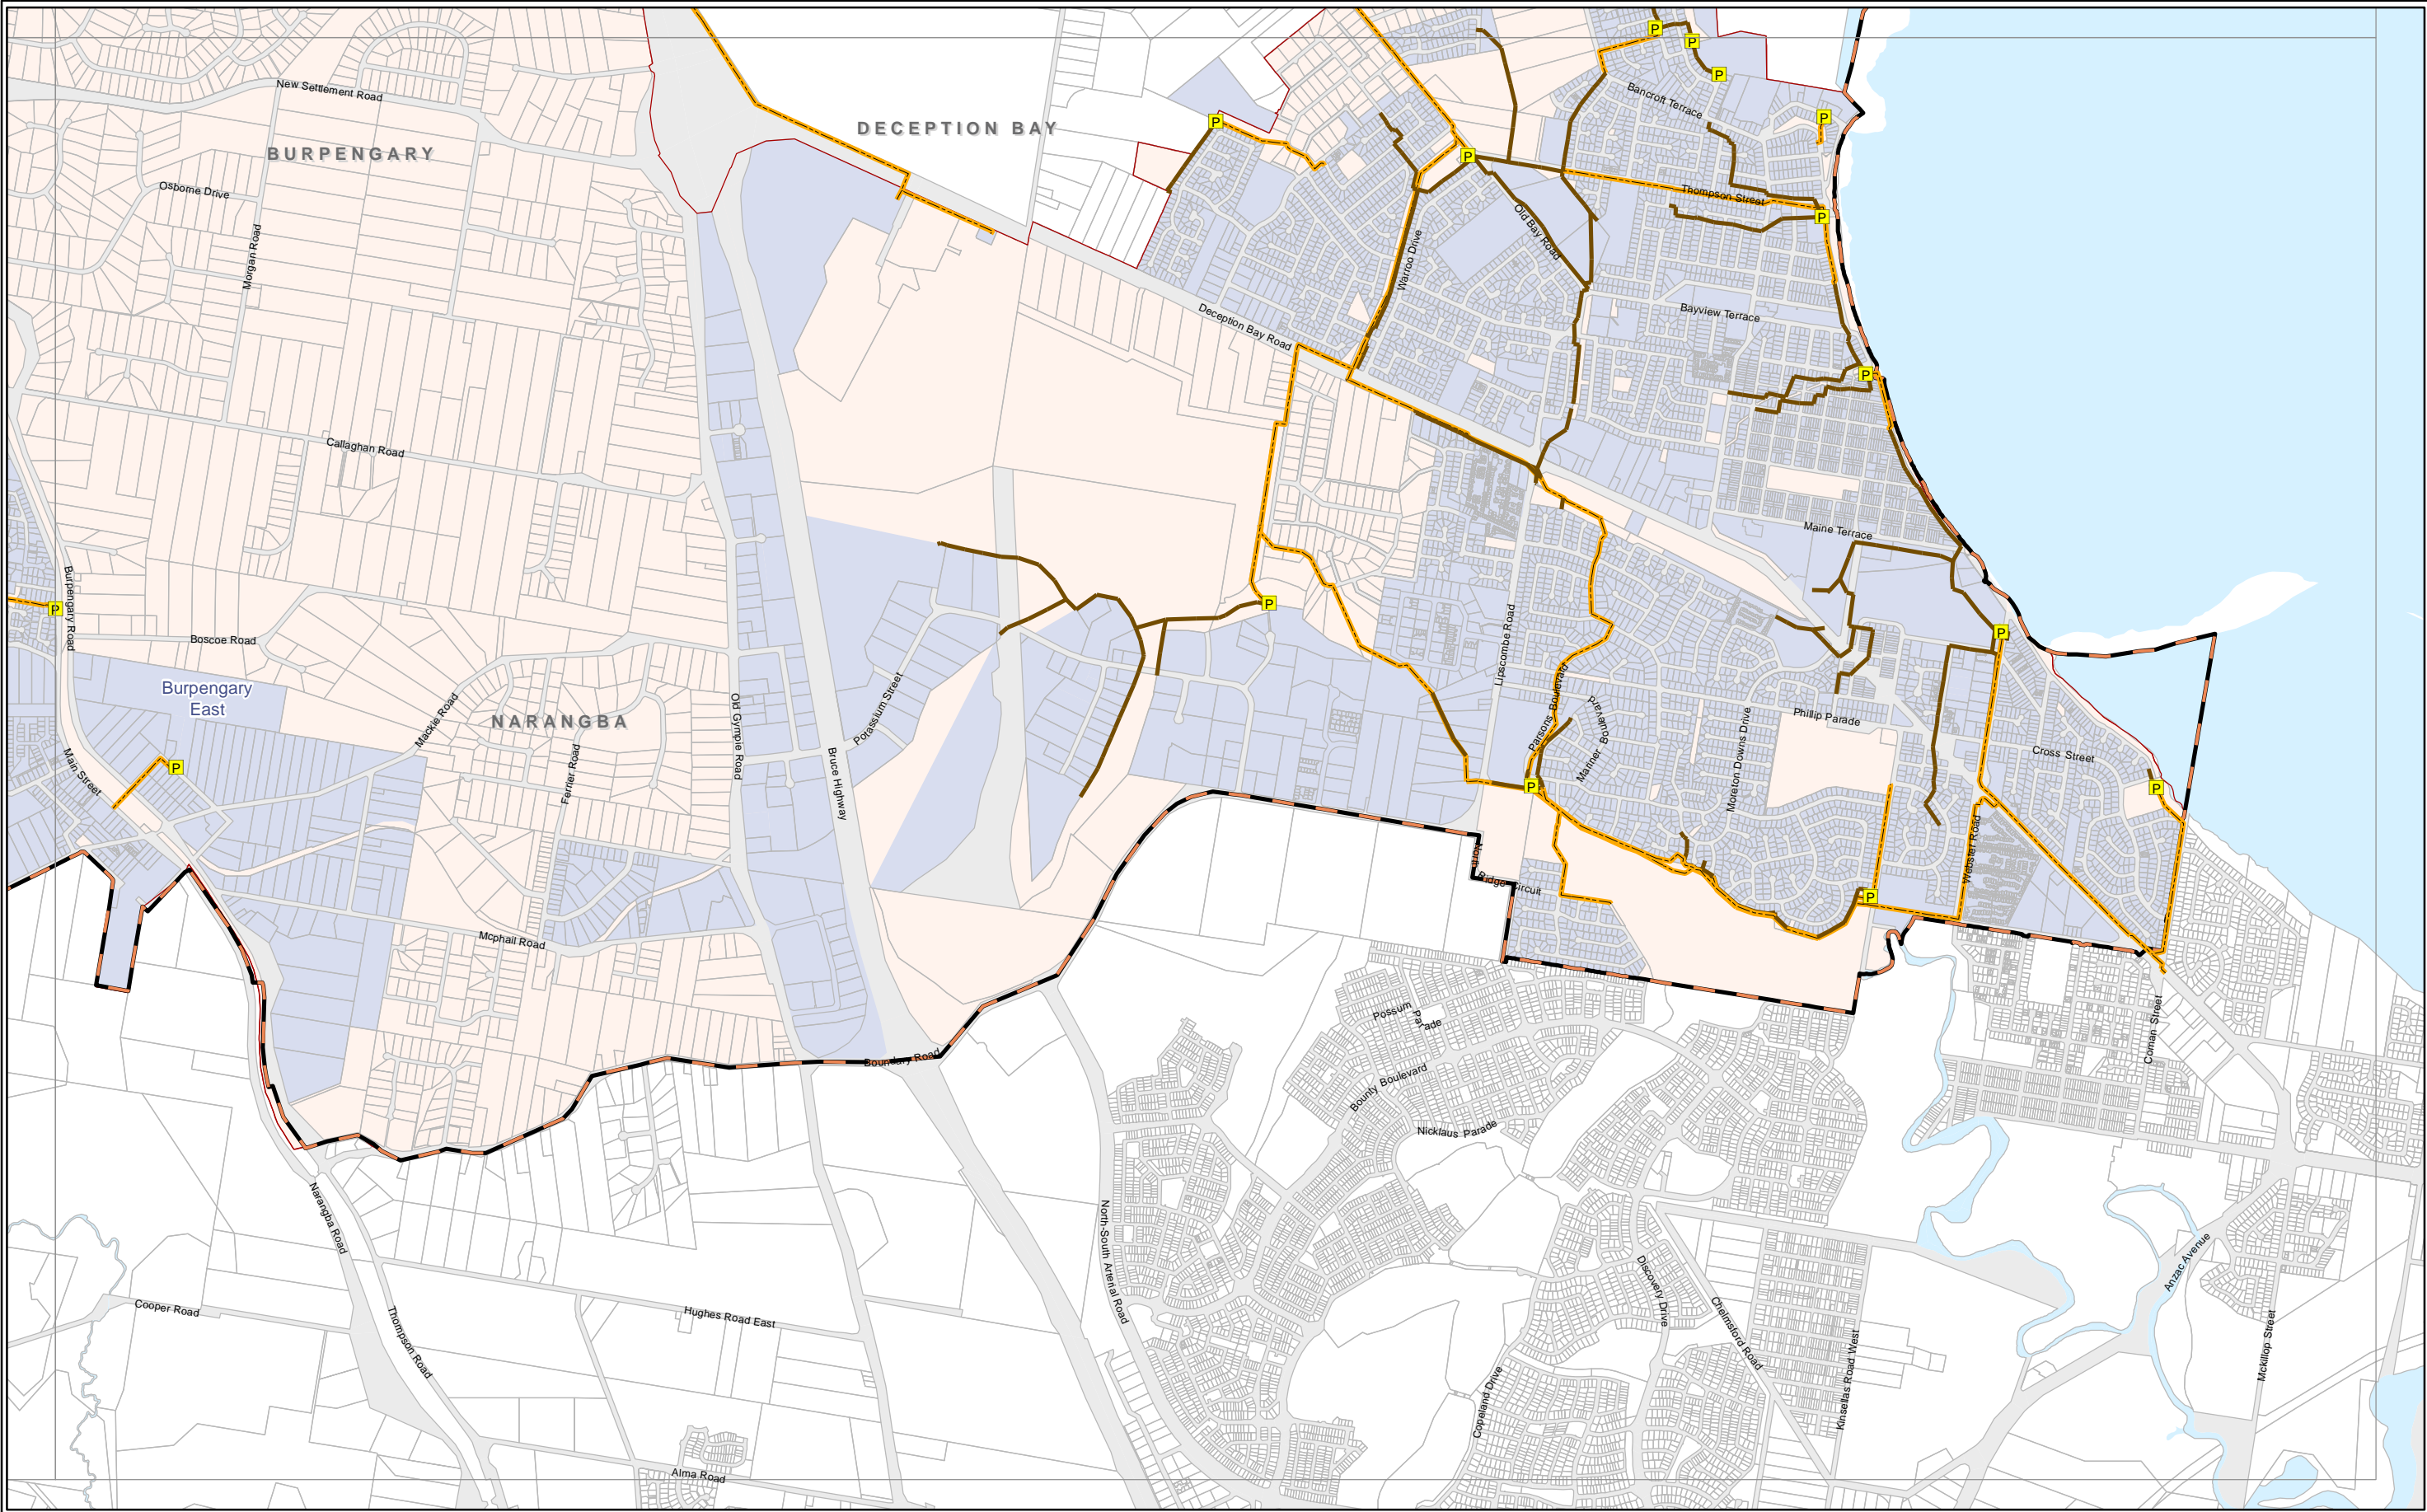 P
P
P
New Settlement Road
Bancroft Terrace
P
P
DECEPTION BAY
BURPENGARY
P
Osborne Drive
Thompson Street
Old Bay Road
P
Morgan Road
Warroo Drive
Deception Bay Road
Bayview Terrace
P
Callaghan Road
Maine Terrace
Burpengary Road
P
P
Boscoe Road
Lipscombe Road
P
Burpengary
East
Mackie Road
NARANGBA
Old Gympie Road
Potassium Street
Parsons Boulevard
Mariner Boulevard
Moreton Downs Drive
Phillip Parade
Cross Street
Main Street
P
Ferrier Road
Bruce Highway
P
P
Webster Road
North Ridge Circuit
P
Mcphail Road
Possum Parade
Coman Street
Boundary Road
Bounty Boulevard
Nicklaus Parade
Narangba Road
North-South Arterial Road
Discovery Drive
Anzac Avenue
Cooper Road
Thompson Road
Hughes Road East
Chelmsford Road
Kinsellas Road West
Mckillop Street
Copeland Drive
Alma Road